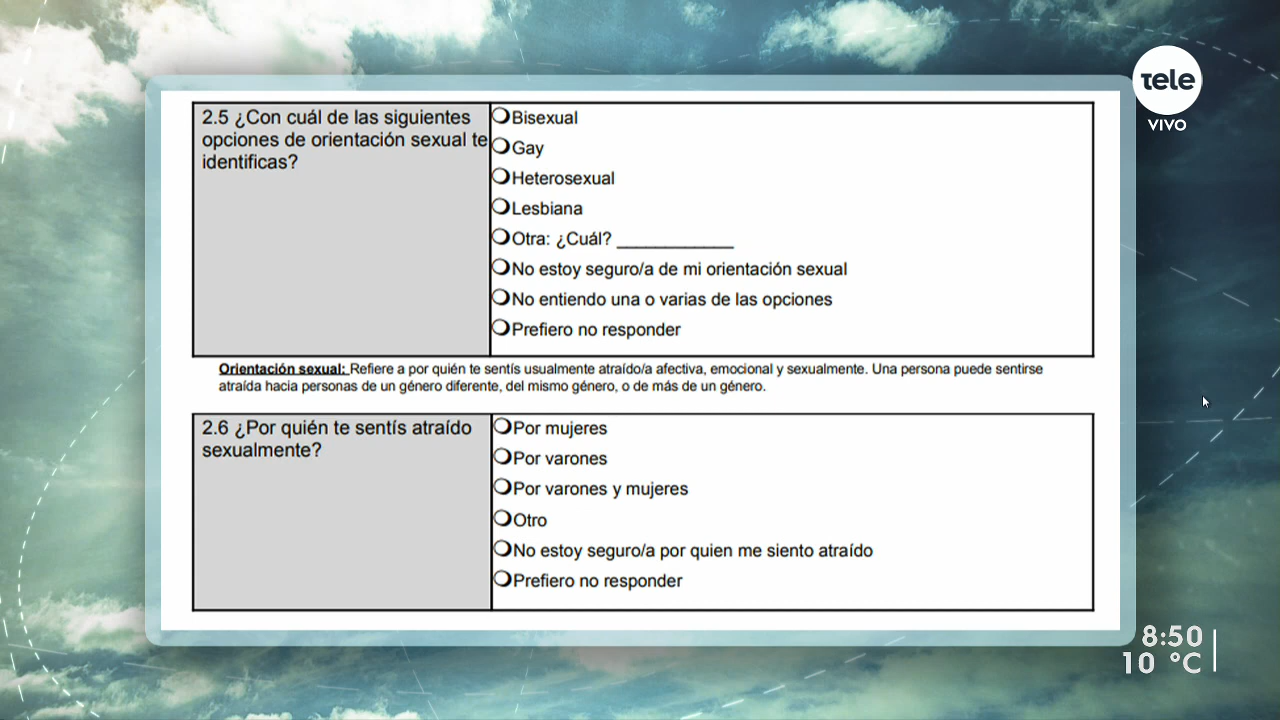 tele
VIVO
2.5 ¿Con cuál de las siguientes
opciones de orientación sexual te
identificas?
Bisexual
Gay
Heterosexual
Lesbiana
Otra: ¿Cuál? ____________
No estoy seguro/a de mi orientación sexual
No entiendo una o varias de las opciones
Prefiero no responder
Orientación sexual: Refiere a por quién te sentís usualmente atraído/a afectiva, emocional y sexualmente. Una persona puede sentirse
atraída hacia personas de un género diferente, del mismo género, o de más de un género.
2.6 ¿Por quién te sentís atraído
sexualmente?
Por mujeres
Por varones
Por varones y mujeres
Otro
No estoy seguro/a por quien me siento atraído
Prefiero no responder
8:50
10 °C